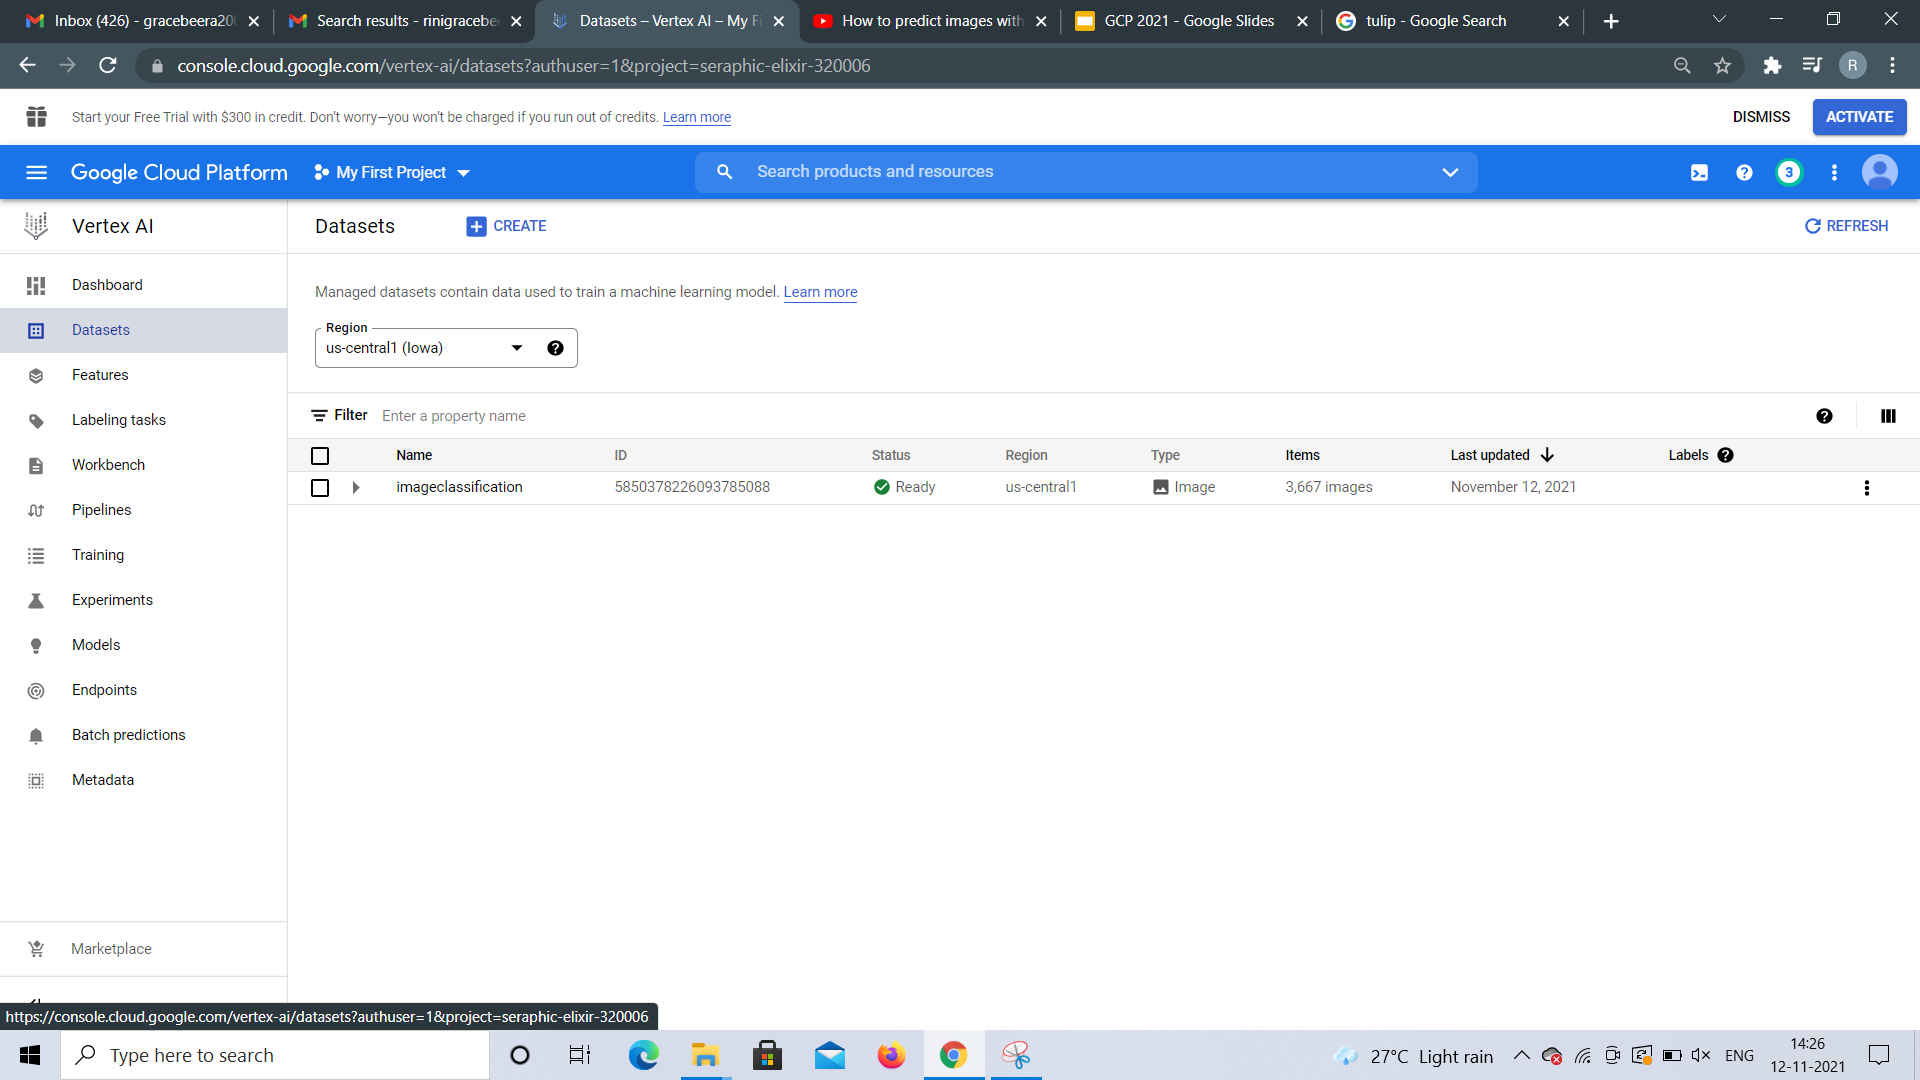 Inbox (426) - gracebeera20
Search results - rinigracebee
Datasets – Vertex AI – My Fi
How to predict images with
GCP 2021 - Google Slides
tulip - Google Search
console.cloud.google.com/vertex-ai/datasets?authuser=1&project=seraphic-elixir-320006
R
Start your Free Trial with $300 in credit. Don't worry—you won't be charged if you run out of credits. Learn more
DISMISS
ACTIVATE
Google Cloud Platform
My First Project
Search products and resources
3
Vertex AI
Datasets
CREATE
REFRESH
Dashboard
Datasets
Features
Labeling tasks
Workbench
Pipelines
Training
Experiments
Models
Endpoints
Batch predictions
Metadata
Marketplace
Managed datasets contain data used to train a machine learning model. Learn more
Region
us-central1 (Iowa)
Filter Enter a property name
Name ID Status Region Type Items Last updated Labels
imageclassification 5850378226093785088 Ready us-central1 Image 3,667 images November 12, 2021
https://console.cloud.google.com/vertex-ai/datasets?authuser=1&project=seraphic-elixir-320006
Type here to search
27°C Light rain
ENG
14:26
12-11-2021